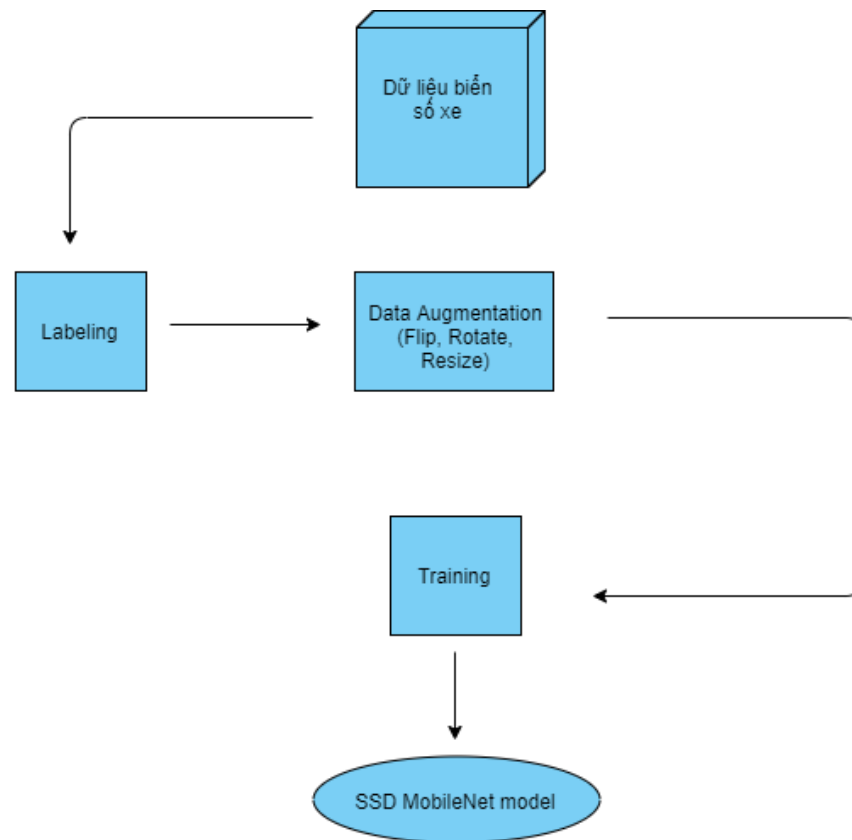 Dữ liệu biển
số xe
Labeling
Data Augmentation
(Flip, Rotate,
Resize)
Training
SSD MobileNet model